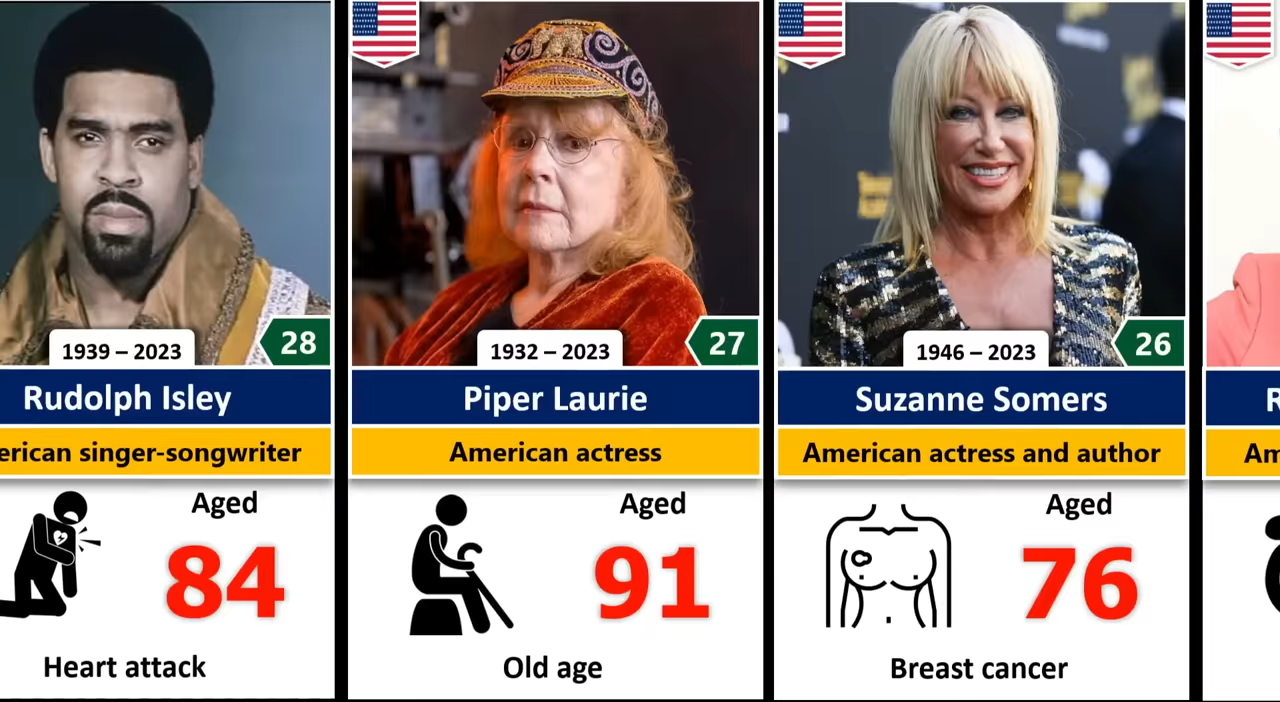 1939 – 2023
28
Rudolph Isley
erican singer-songwriter
Aged
84
Heart attack
1932 – 2023
27
Piper Laurie
American actress
Aged
91
Old age
1946 – 2023
26
Suzanne Somers
American actress and author
Aged
76
Breast cancer
R
Am